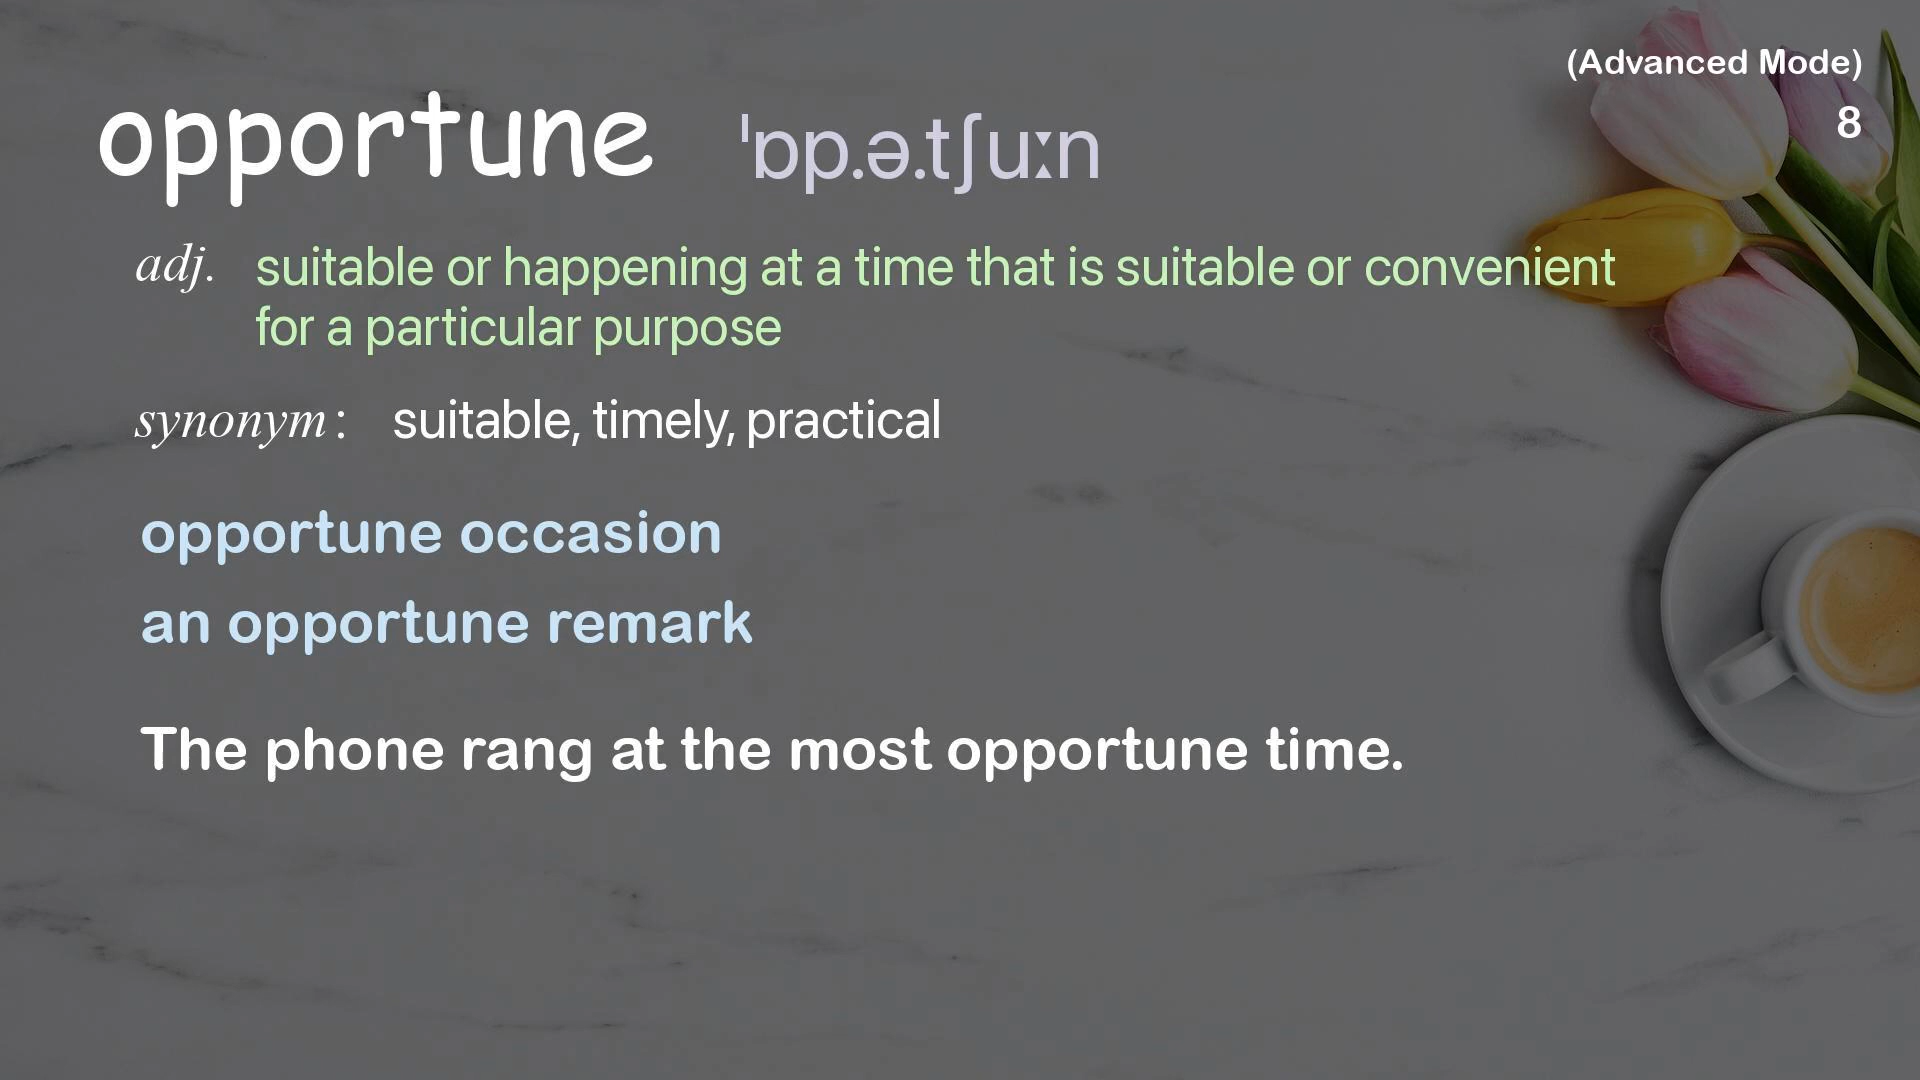 (Advanced Mode)
8
opportune ˈɒp.ə.tʃuːn
adj. suitable or happening at a time that is suitable or convenient
for a particular purpose
synonym : suitable, timely, practical
opportune occasion
an opportune remark
The phone rang at the most opportune time.